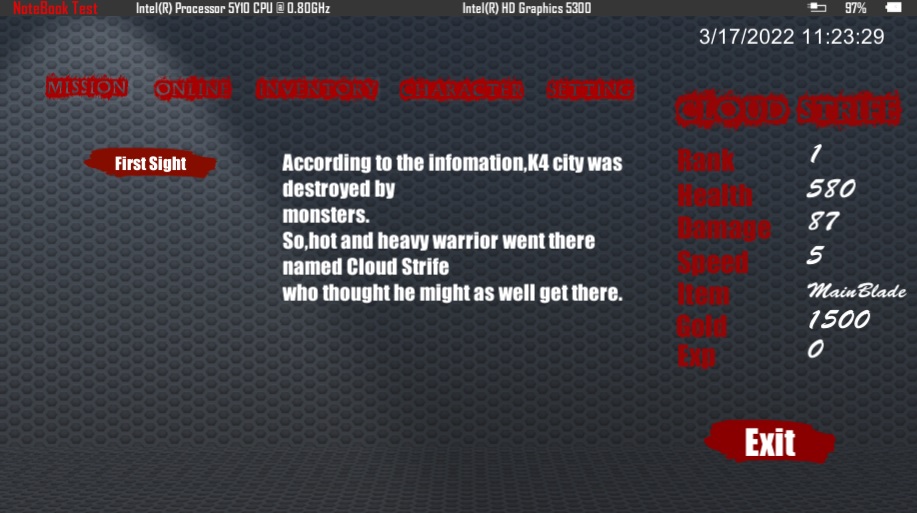 NoteBook Test Intel(R) Processor 5Y10 CPU @ 0.80GHz Intel(R) HD Graphics 5300 97%
3/17/2022 11:23:29
MISSION ONLINE INVENTORY CHARACTER SETTING
CLOUD STRIFE
First Sight
According to the infomation,K4 city was
destroyed by
monsters.
So,hot and heavy warrior went there
named Cloud Strife
who thought he might as well get there.
Rank 1
Health 580
Damage 87
Speed 5
Item MainBlade
Gold 1500
Exp 0
Exit